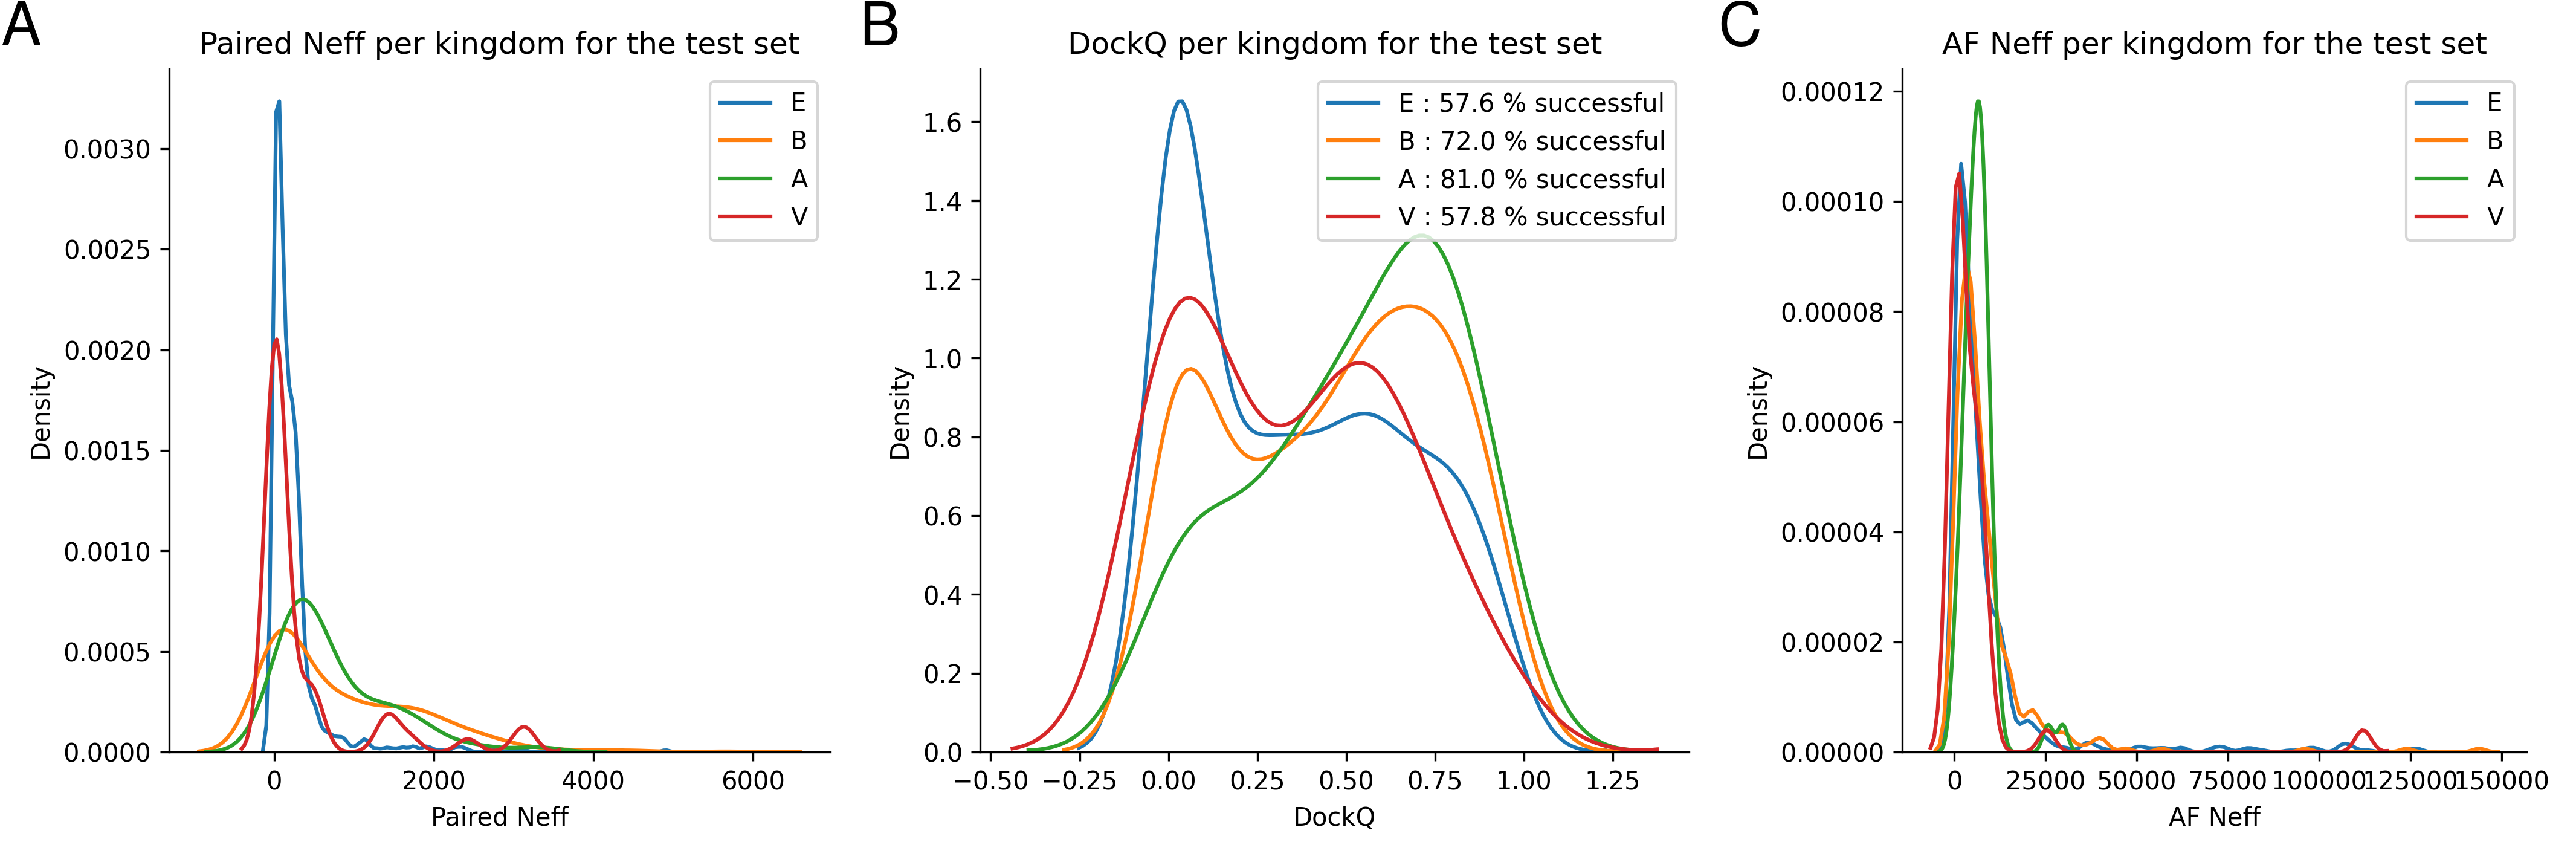 A
Paired Neff per kingdom for the test set
E
B
A
V
0.0030
0.0025
0.0020
0.0015
0.0010
0.0005
0.0000
Density
0
2000
4000
6000
Paired Neff
B
DockQ per kingdom for the test set
E : 57.6 % successful
B : 72.0 % successful
A : 81.0 % successful
V : 57.8 % successful
1.6
1.4
1.2
1.0
0.8
0.6
0.4
0.2
0.0
Density
−0.50
−0.25
0.00
0.25
0.50
0.75
1.00
1.25
DockQ
C
AF Neff per kingdom for the test set
E
B
A
V
0.00012
0.00010
0.00008
0.00006
0.00004
0.00002
0.00000
Density
0
25000
50000
75000
100000
125000
150000
AF Neff